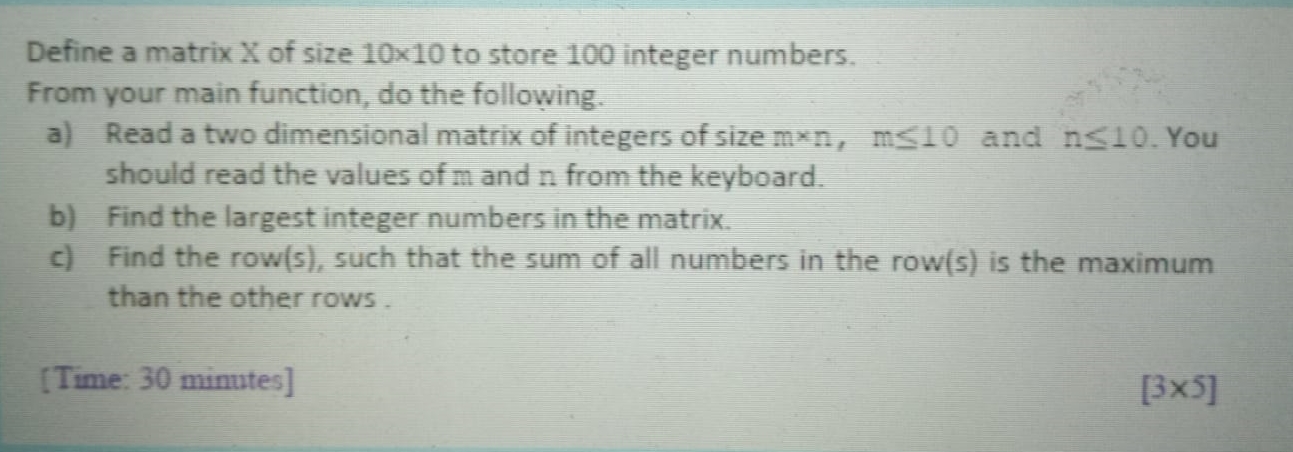 Define a matrix X of size 10×10 to store 100 integer numbers.
From your main function, do the following.
a) Read a two dimensional matrix of integers of size m×n, m≤10 and n≤10. You
should read the values of m and n from the keyboard.
b) Find the largest integer numbers in the matrix.
c) Find the row(s), such that the sum of all numbers in the row(s) is the maximum
than the other rows .
[Time: 30 minutes]
[3×5]